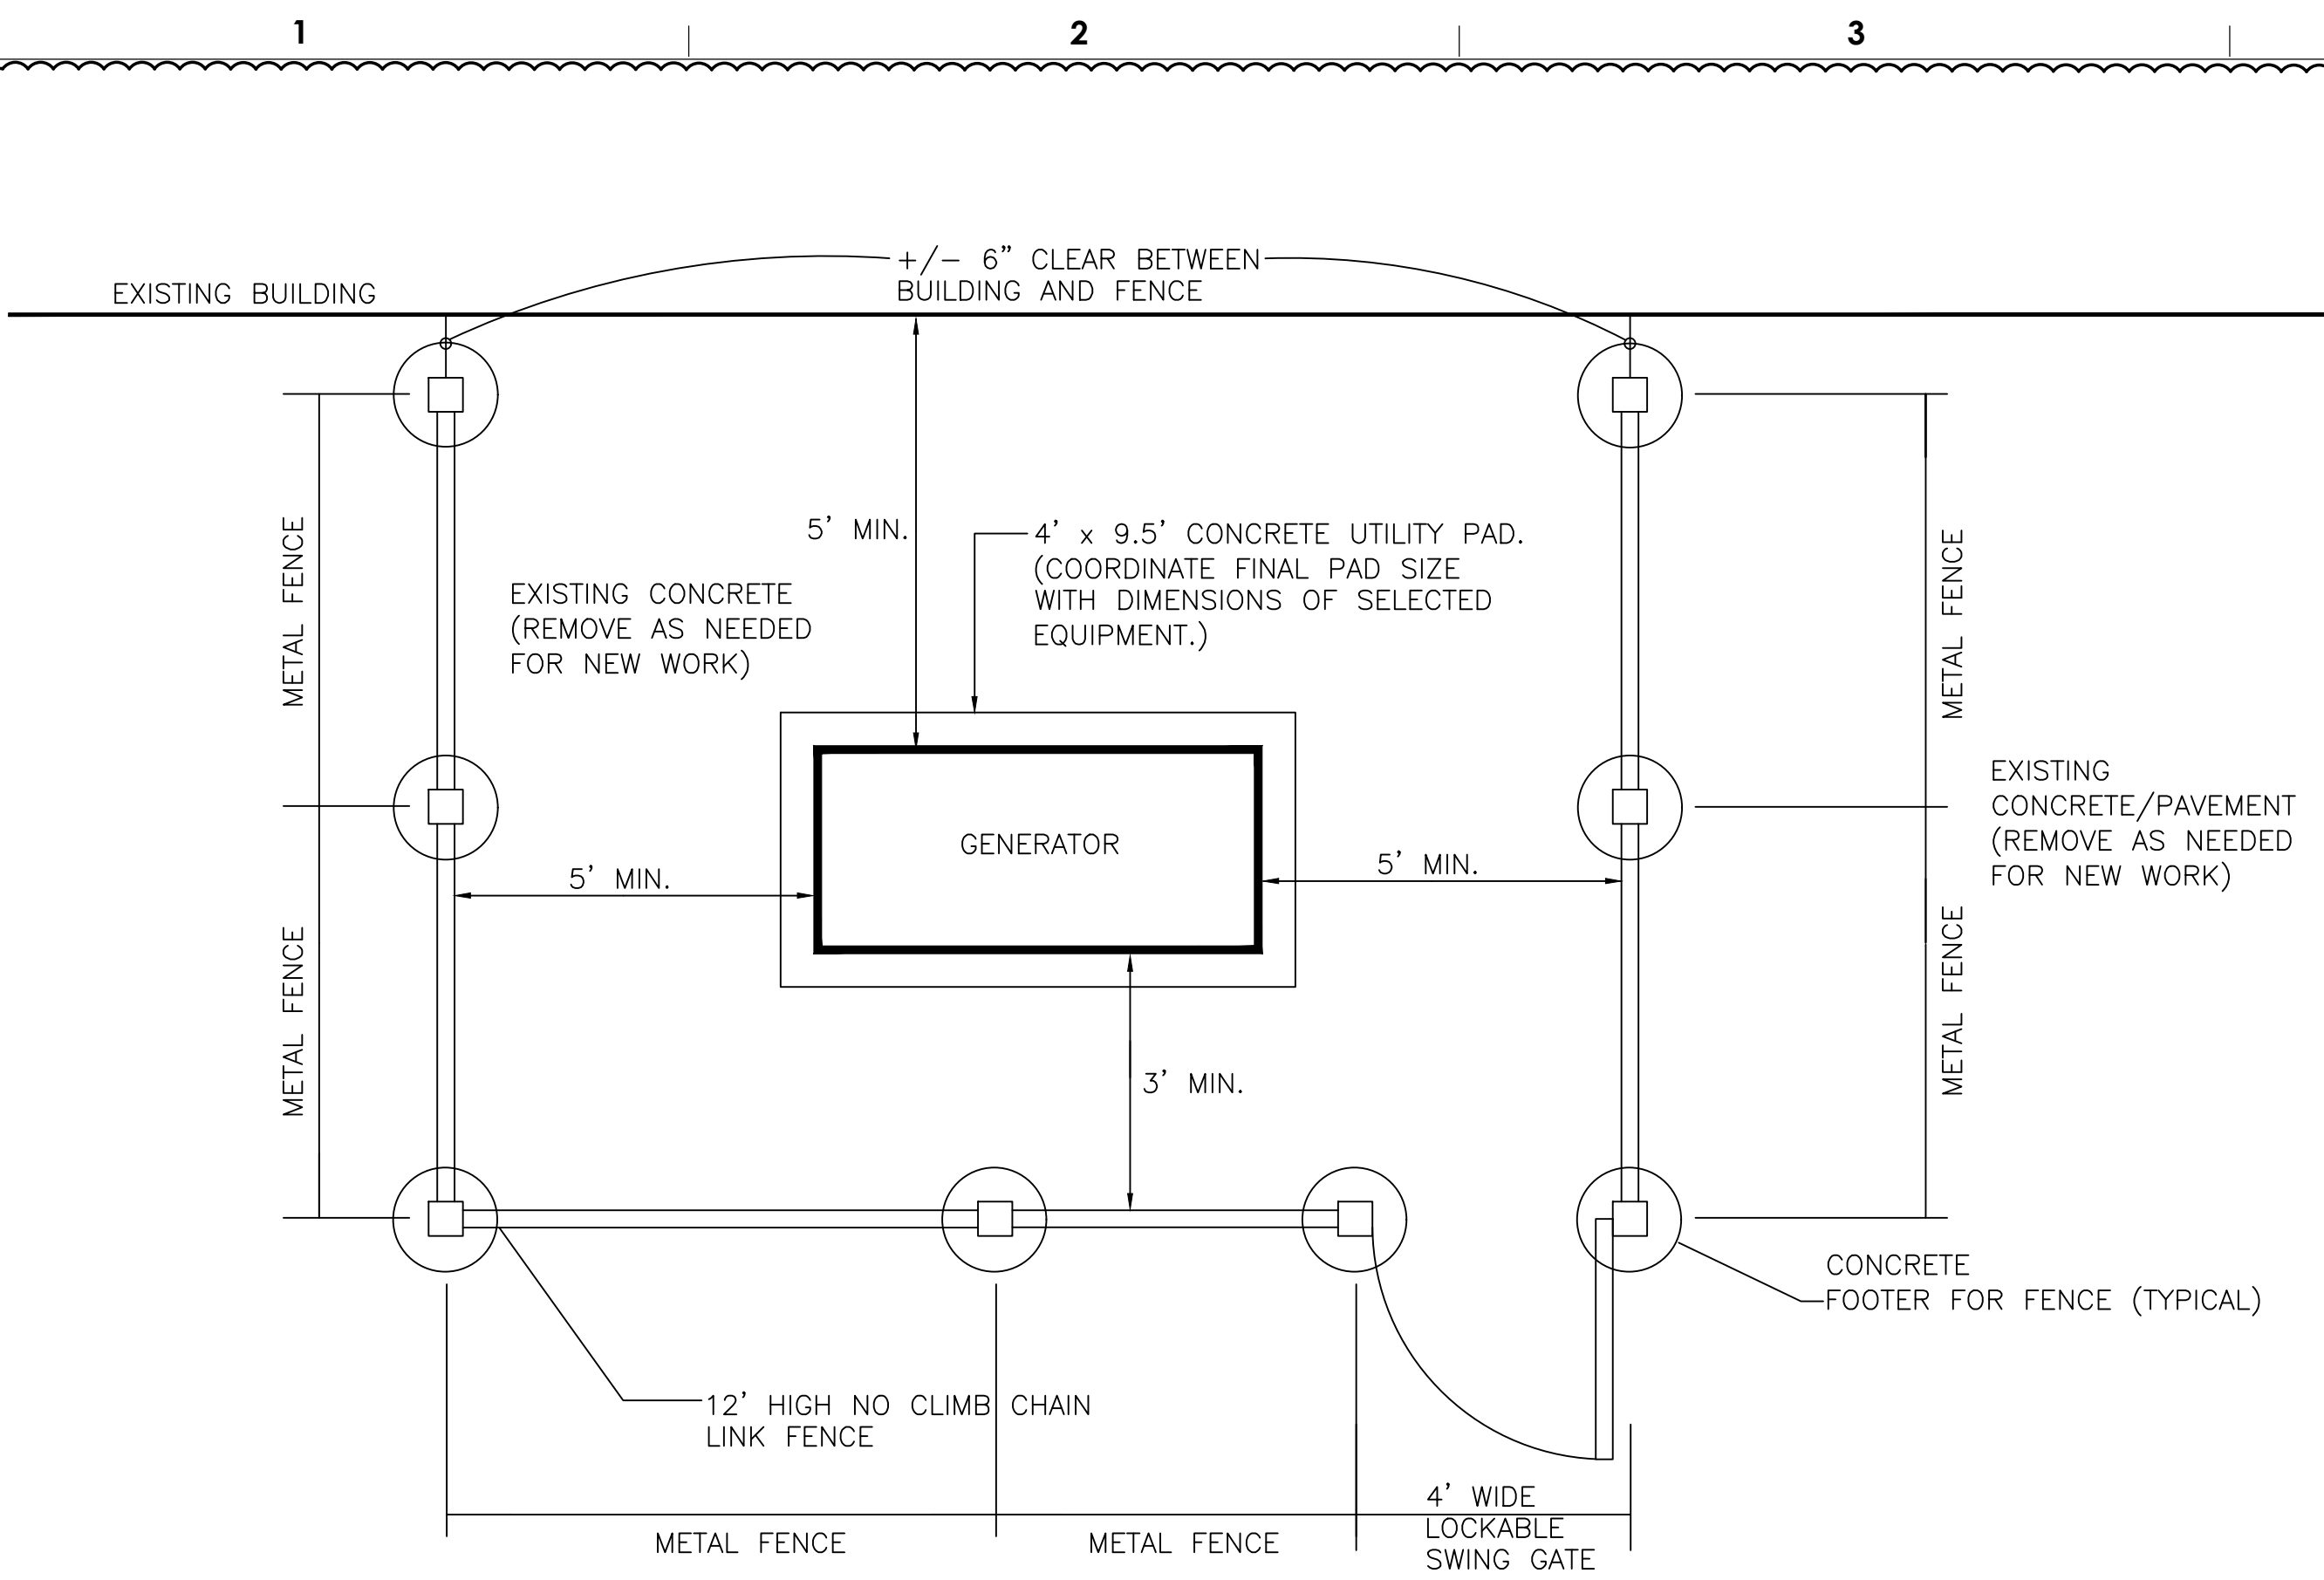 1 2 3
+/- 6" CLEAR BETWEEN
BUILDING AND FENCE
EXISTING BUILDING
5' MIN.
4' x 9.5' CONCRETE UTILITY PAD.
(COORDINATE FINAL PAD SIZE
WITH DIMENSIONS OF SELECTED
EQUIPMENT.)
EXISTING CONCRETE
(REMOVE AS NEEDED
FOR NEW WORK)
METAL FENCE
METAL FENCE
EXISTING
CONCRETE/PAVEMENT
(REMOVE AS NEEDED
FOR NEW WORK)
GENERATOR
5' MIN.
5' MIN.
METAL FENCE
METAL FENCE
3' MIN.
CONCRETE
FOOTER FOR FENCE (TYPICAL)
12' HIGH NO CLIMB CHAIN
LINK FENCE
4' WIDE
LOCKABLE
SWING GATE
METAL FENCE
METAL FENCE